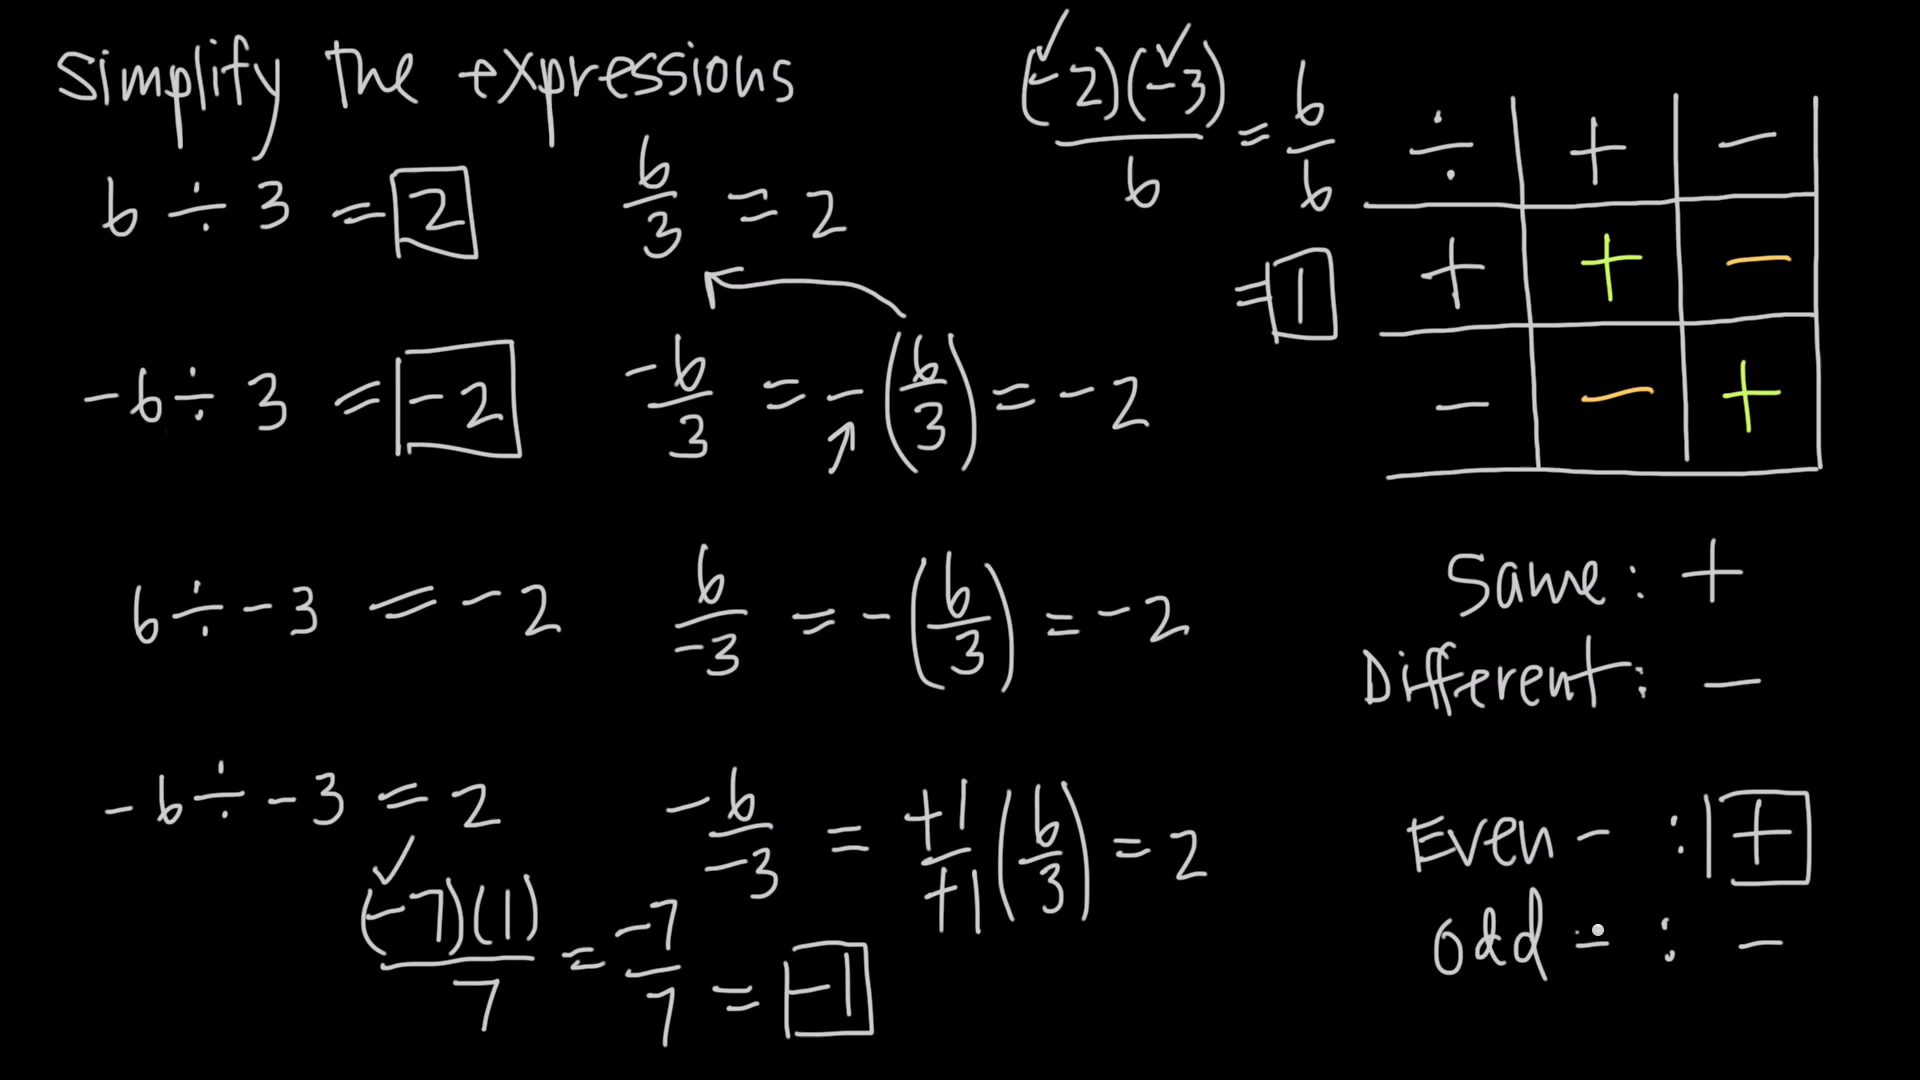 Simplify the expressions
6 ÷ 3 = 2
6/3 = 2
-6 ÷ 3 = -2
-6/3 = -(6/3) = -2
6 ÷ -3 = -2
6/-3 = -(6/3) = -2
-6 ÷ -3 = 2
-6/-3 = +1/+1 (6/3) = 2
(-7)(1)/7 = -7/7 = -1
(-2)(-3)/6 = 6/6
= 1
÷ + -
+ + -
- - +
Same: +
Different: -
Even - : +
Odd - : -